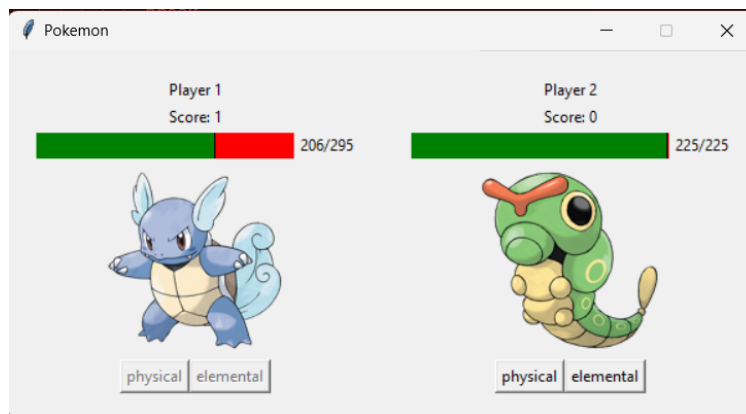 Pokemon
Player 1
Score: 1
206/295
physical elemental
Player 2
Score: 0
225/225
physical elemental